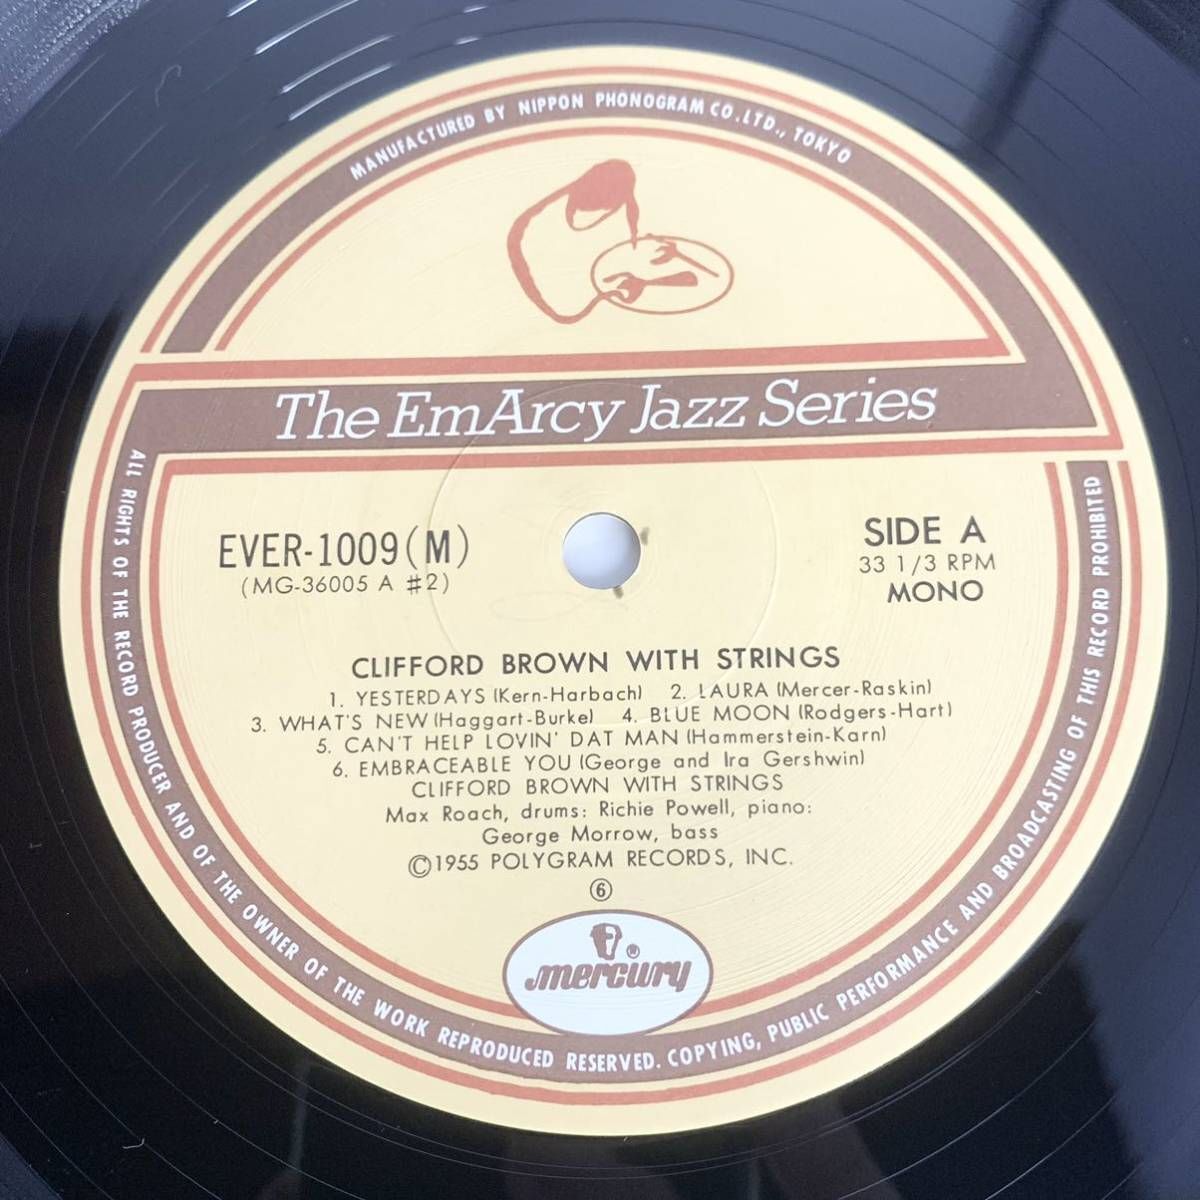 MANUFACTURED BY NIPPON PHONOGRAM CO.,LTD., TOKYO
The EmArcy Jazz Series
EVER-1009(M)
(MG-36005 A #2)
SIDE A
33 1/3 RPM
MONO
CLIFFORD BROWN WITH STRINGS
1. YESTERDAYS (Kern-Harbach) 2. LAURA (Mercer-Raskin)
3. WHAT'S NEW (Haggart-Burke) 4. BLUE MOON (Rodgers-Hart)
5. CAN'T HELP LOVIN' DAT MAN (Hammerstein-Karn)
6. EMBRACEABLE YOU (George and Ira Gershwin)
CLIFFORD BROWN WITH STRINGS
Max Roach, drums: Richie Powell, piano:
George Morrow, bass
©1955 POLYGRAM RECORDS, INC.
⑥
® mercury
ALL RIGHTS OF THE RECORD PRODUCER AND OF THE OWNER OF THE WORK REPRODUCED RESERVED. COPYING, PUBLIC PERFORMANCE AND BROADCASTING OF THIS RECORD PROHIBITED